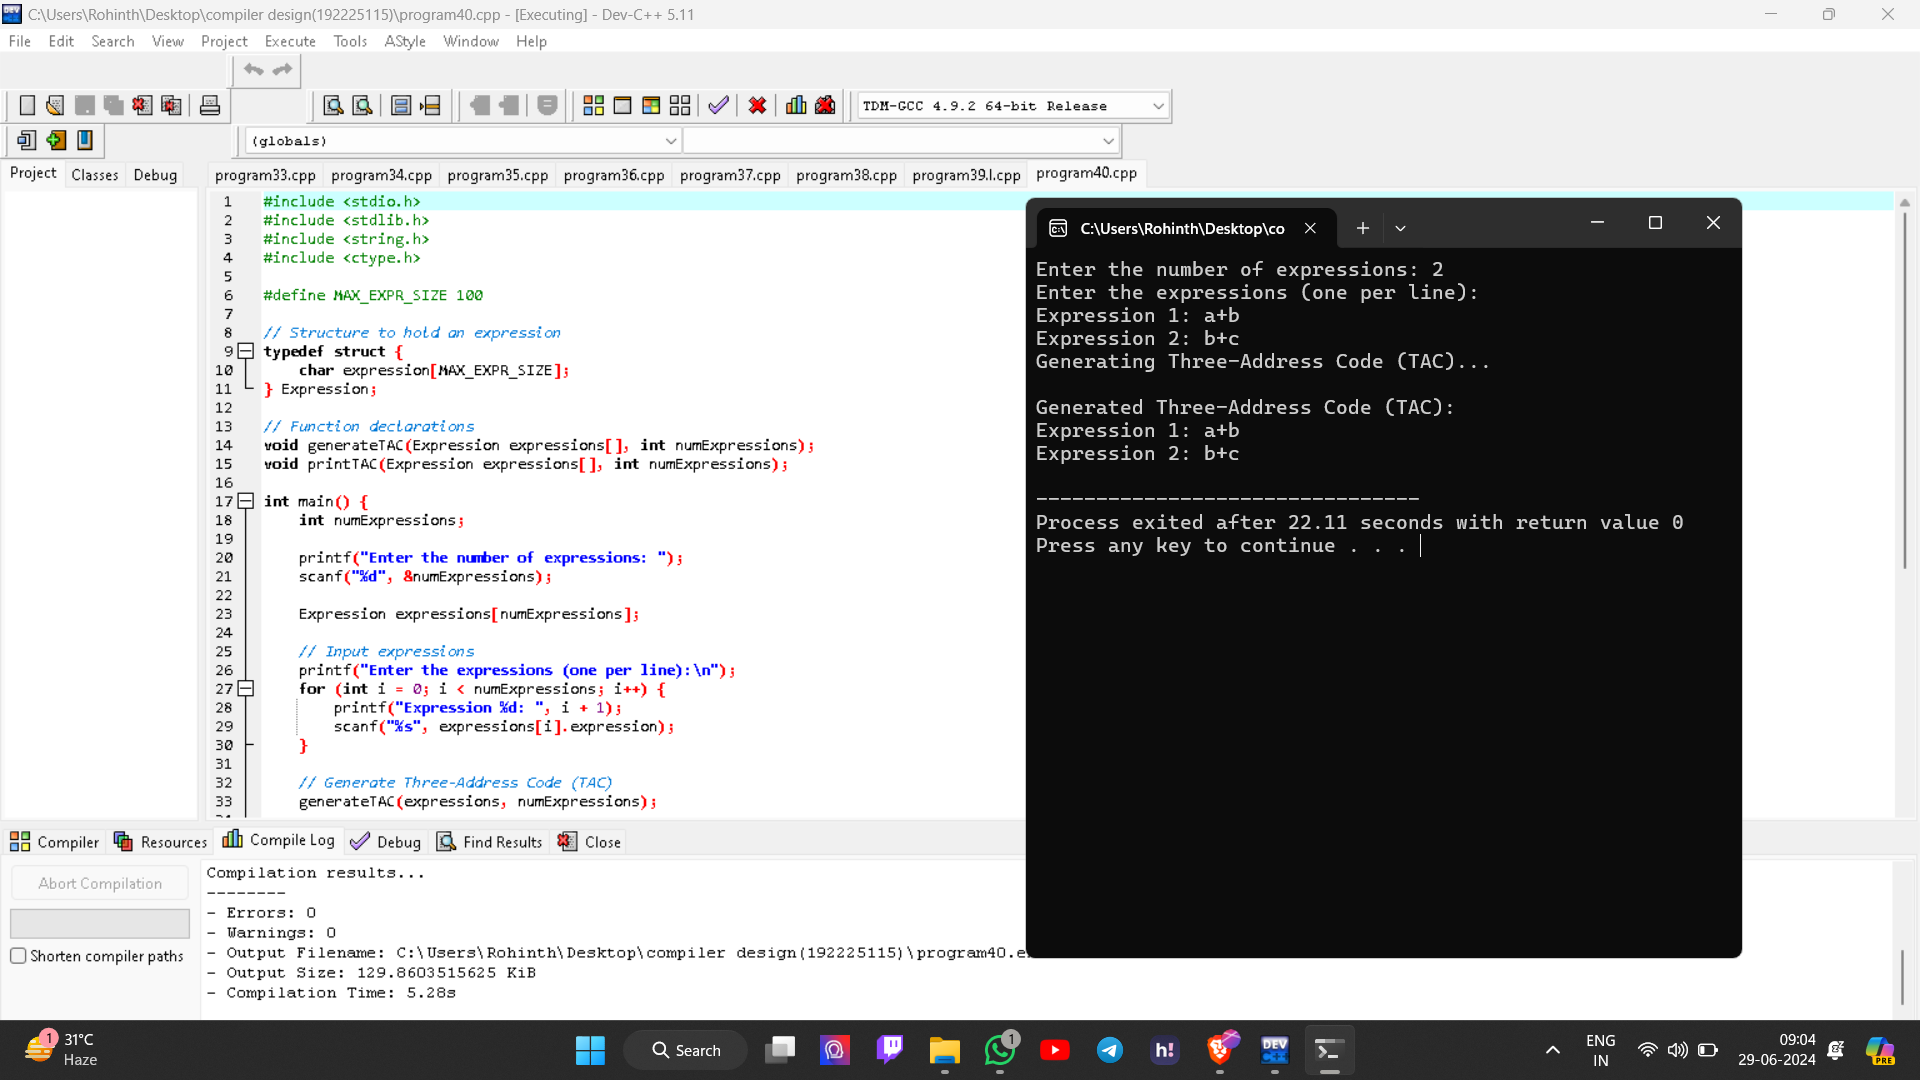 C:\Users\Rohinth\Desktop\compiler design(192225115)\program40.cpp - [Executing] - Dev-C++ 5.11
File Edit Search View Project Execute Tools AStyle Window Help
TDM-GCC 4.9.2 64-bit Release
(globals)
Project Classes Debug
program33.cpp program34.cpp program35.cpp program36.cpp program37.cpp program38.cpp program39.l.cpp program40.cpp
1 #include <stdio.h>
2 #include <stdlib.h>
3 #include <string.h>
4 #include <ctype.h>
5
6 #define MAX_EXPR_SIZE 100
7
8 // Structure to hold an expression
9 typedef struct {
10 char expression[MAX_EXPR_SIZE];
11 } Expression;
12
13 // Function declarations
14 void generateTAC(Expression expressions[], int numExpressions);
15 void printTAC(Expression expressions[], int numExpressions);
16
17 int main() {
18 int numExpressions;
19
20 printf("Enter the number of expressions: ");
21 scanf("%d", &numExpressions);
22
23 Expression expressions[numExpressions];
24
25 // Input expressions
26 printf("Enter the expressions (one per line):\n");
27 for (int i = 0; i < numExpressions; i++) {
28 printf("Expression %d: ", i + 1);
29 scanf("%s", expressions[i].expression);
30 }
31
32 // Generate Three-Address Code (TAC)
33 generateTAC(expressions, numExpressions);
C:\Users\Rohinth\Desktop\co
Enter the number of expressions: 2
Enter the expressions (one per line):
Expression 1: a+b
Expression 2: b+c
Generating Three-Address Code (TAC)...
Generated Three-Address Code (TAC):
Expression 1: a+b
Expression 2: b+c
--------------------------------
Process exited after 22.11 seconds with return value 0
Press any key to continue . . .
Compiler Resources Compile Log Debug Find Results Close
Abort Compilation
Shorten compiler paths
Compilation results...
--------
- Errors: 0
- Warnings: 0
- Output Filename: C:\Users\Rohinth\Desktop\compiler design(192225115)\program40.e
- Output Size: 129.8603515625 KiB
- Compilation Time: 5.28s
1
31°C
Haze
Search
1
h!
DEV
ENG
IN
09:04
29-06-2024
PRE